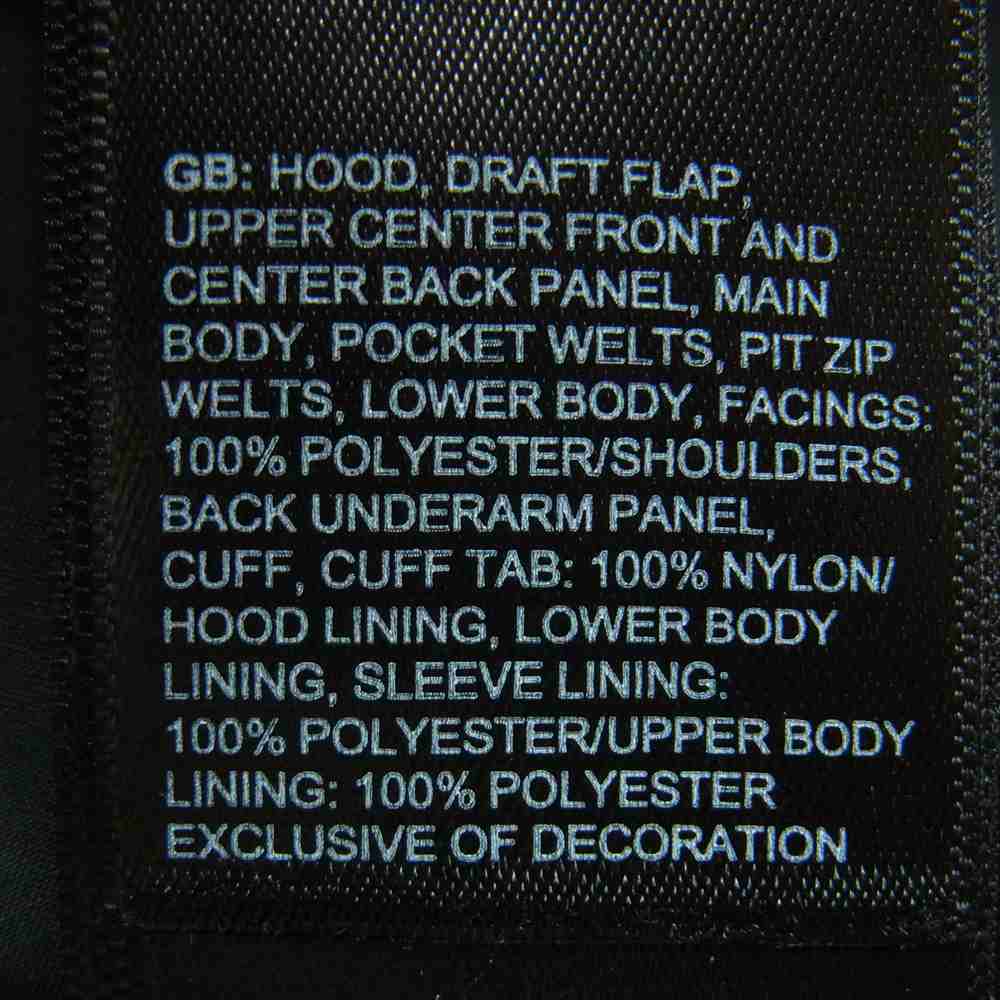 GB: HOOD, DRAFT FLAP,
UPPER CENTER FRONT AND
CENTER BACK PANEL, MAIN
BODY, POCKET WELTS, PIT ZIP
WELTS, LOWER BODY, FACINGS:
100% POLYESTER/SHOULDERS,
BACK UNDERARM PANEL,
CUFF, CUFF TAB: 100% NYLON/
HOOD LINING, LOWER BODY
LINING, SLEEVE LINING:
100% POLYESTER/UPPER BODY
LINING: 100% POLYESTER
EXCLUSIVE OF DECORATION